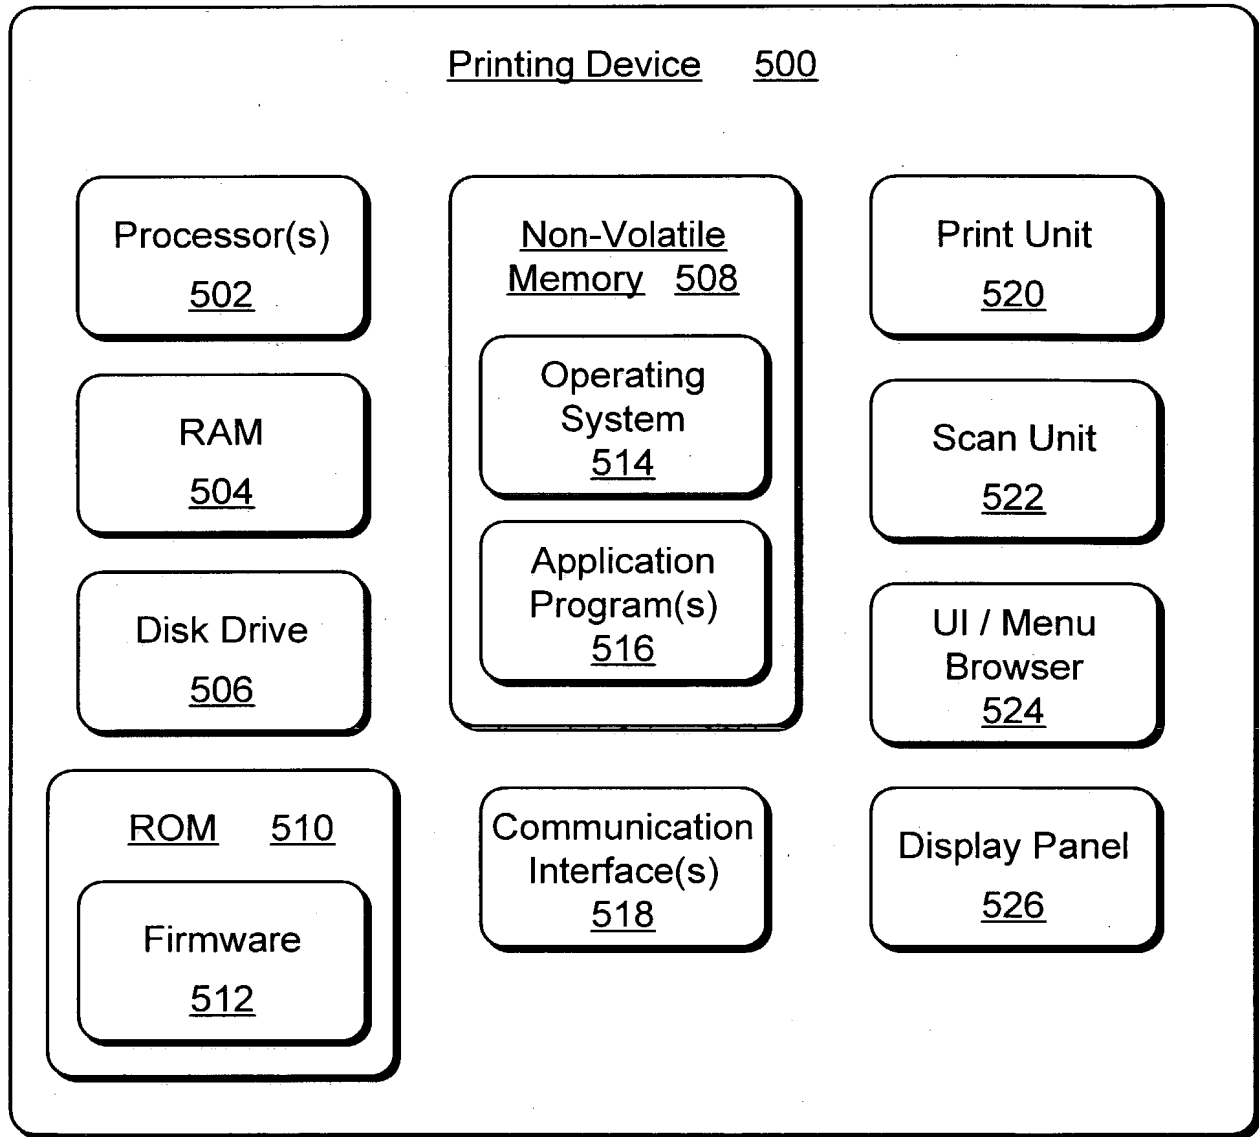 Printing Device 500
Processor(s)
502
RAM
504
Disk Drive
506
ROM 510
Firmware
512
Non-Volatile
Memory 508
Operating
System
514
Application
Program(s)
516
Communication
Interface(s)
518
Print Unit
520
Scan Unit
522
UI / Menu
Browser
524
Display Panel
526